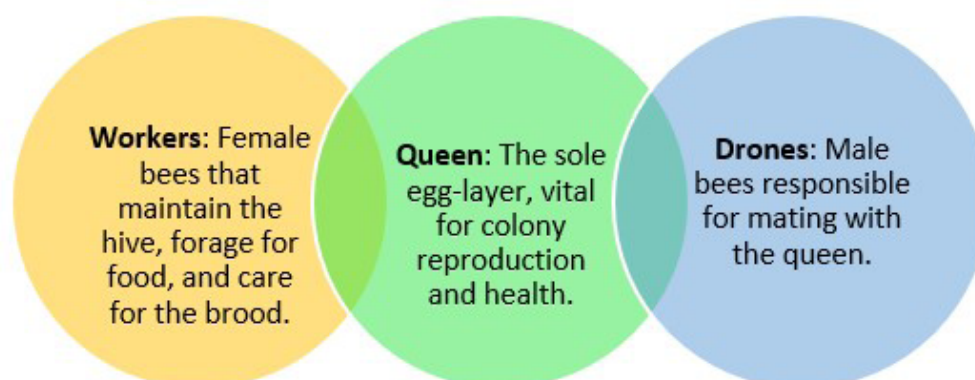 Workers: Female
bees that
maintain the
hive, forage for
food, and care
for the brood.
Queen: The sole
egg-layer, vital
for colony
reproduction
and health.
Drones: Male
bees responsible
for mating with
the queen.